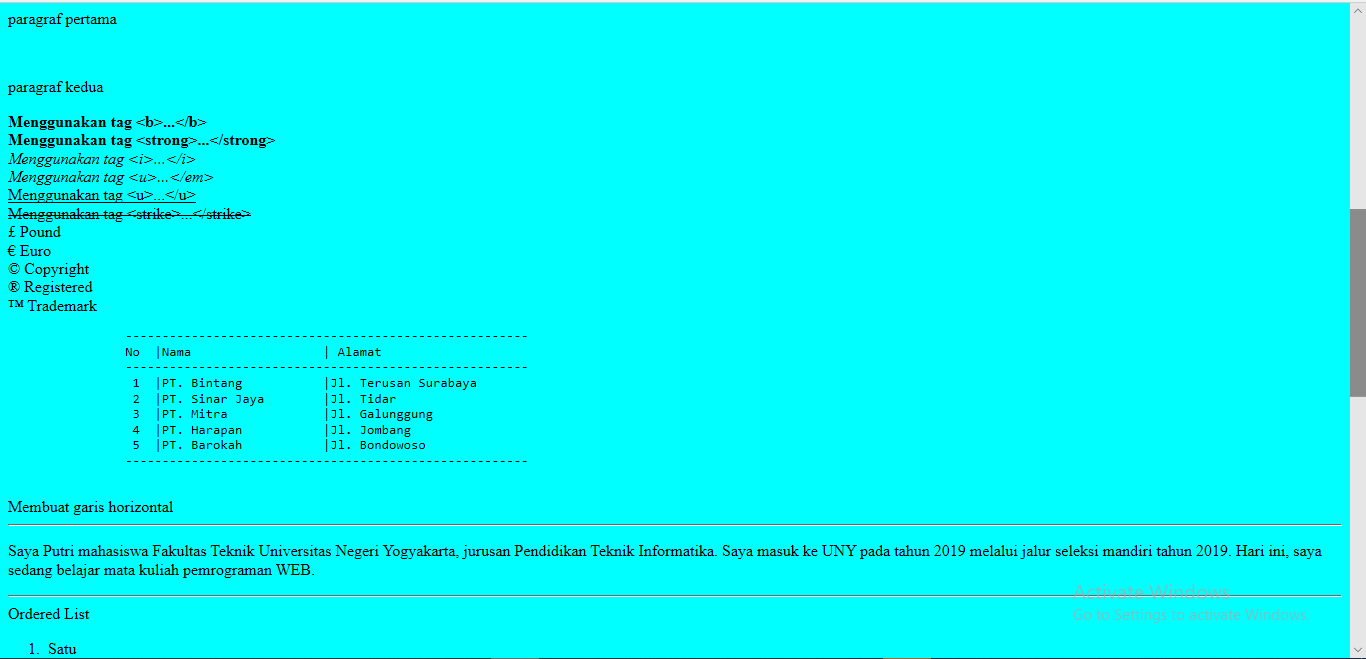 paragraf pertama
paragraf kedua
Menggunakan tag <b>...</b>
Menggunakan tag <strong>...</strong>
Menggunakan tag <i>...</i>
Menggunakan tag <u>...</em>
Menggunakan tag <u>...</u>
Menggunakan tag <strike>...</strike>
£ Pound
€ Euro
© Copyright
® Registered
™ Trademark
-------------------------------------------------------
No  |Nama                  | Alamat
-------------------------------------------------------
 1  |PT. Bintang           |Jl. Terusan Surabaya
 2  |PT. Sinar Jaya        |Jl. Tidar
 3  |PT. Mitra             |Jl. Galunggung
 4  |PT. Harapan           |Jl. Jombang
 5  |PT. Barokah           |Jl. Bondowoso
-------------------------------------------------------
Membuat garis horizontal
Saya Putri mahasiswa Fakultas Teknik Universitas Negeri Yogyakarta, jurusan Pendidikan Teknik Informatika. Saya masuk ke UNY pada tahun 2019 melalui jalur seleksi mandiri tahun 2019. Hari ini, saya
sedang belajar mata kuliah pemrograman WEB.
Activate Windows
Go to Settings to activate Windows.
Ordered List
1. Satu